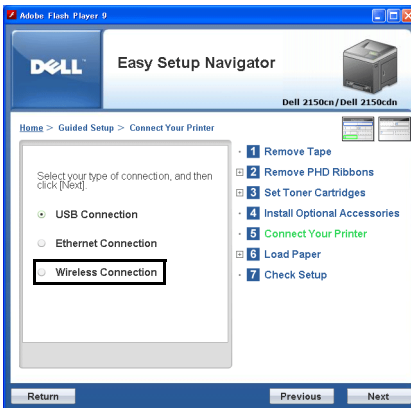 Adobe Flash Player 9
DELL™
Easy Setup Navigator
Dell 2150cn/Dell 2150cdn
Home > Guided Setup > Connect Your Printer
Select your type of connection, and then
click [Next].
USB Connection
Ethernet Connection
Wireless Connection
1 Remove Tape
2 Remove PHD Ribbons
3 Set Toner Cartridges
4 Install Optional Accessories
5 Connect Your Printer
6 Load Paper
7 Check Setup
Return
Previous
Next